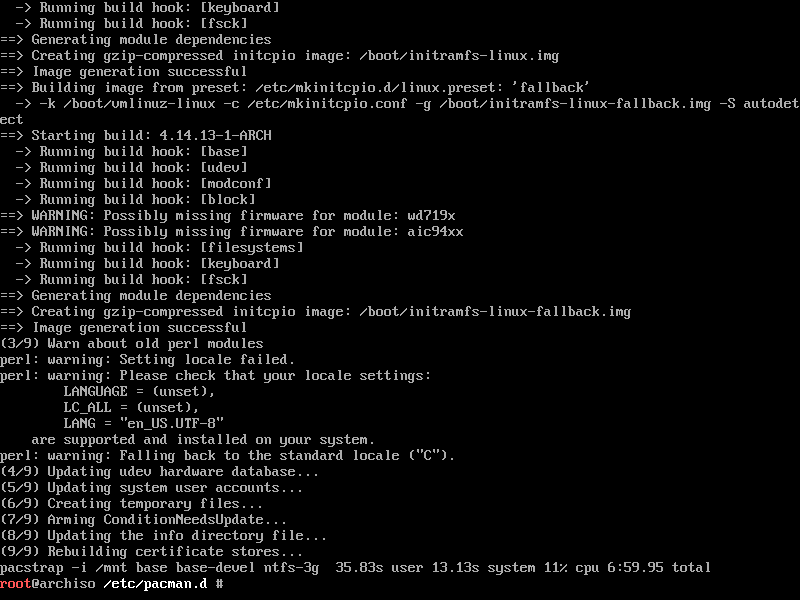 -> Running build hook: [keyboard]
  -> Running build hook: [fsck]
==> Generating module dependencies
==> Creating gzip-compressed initcpio image: /boot/initramfs-linux.img
==> Image generation successful
==> Building image from preset: /etc/mkinitcpio.d/linux.preset: 'fallback'
  -> -k /boot/vmlinuz-linux -c /etc/mkinitcpio.conf -g /boot/initramfs-linux-fallback.img -S autodet
ect
==> Starting build: 4.14.13-1-ARCH
  -> Running build hook: [base]
  -> Running build hook: [udev]
  -> Running build hook: [modconf]
  -> Running build hook: [block]
==> WARNING: Possibly missing firmware for module: wd719x
==> WARNING: Possibly missing firmware for module: aic94xx
  -> Running build hook: [filesystems]
  -> Running build hook: [keyboard]
  -> Running build hook: [fsck]
==> Generating module dependencies
==> Creating gzip-compressed initcpio image: /boot/initramfs-linux-fallback.img
==> Image generation successful
(3/9) Warn about old perl modules
perl: warning: Setting locale failed.
perl: warning: Please check that your locale settings:
        LANGUAGE = (unset),
        LC_ALL = (unset),
        LANG = "en_US.UTF-8"
    are supported and installed on your system.
perl: warning: Falling back to the standard locale ("C").
(4/9) Updating udev hardware database...
(5/9) Updating system user accounts...
(6/9) Creating temporary files...
(7/9) Arming ConditionNeedsUpdate...
(8/9) Updating the info directory file...
(9/9) Rebuilding certificate stores...
pacstrap -i /mnt base base-devel ntfs-3g  35.83s user 13.13s system 11% cpu 6:59.95 total
root@archiso /etc/pacman.d #